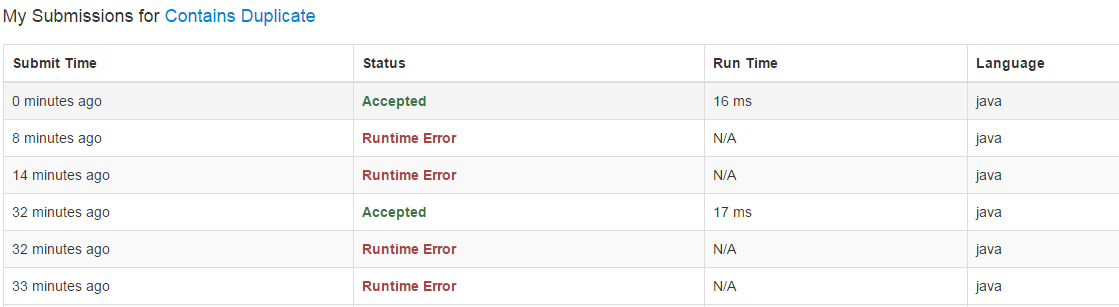 My Submissions for Contains Duplicate
Submit Time Status Run Time Language
0 minutes ago Accepted 16 ms java
8 minutes ago Runtime Error N/A java
14 minutes ago Runtime Error N/A java
32 minutes ago Accepted 17 ms java
32 minutes ago Runtime Error N/A java
33 minutes ago Runtime Error N/A java